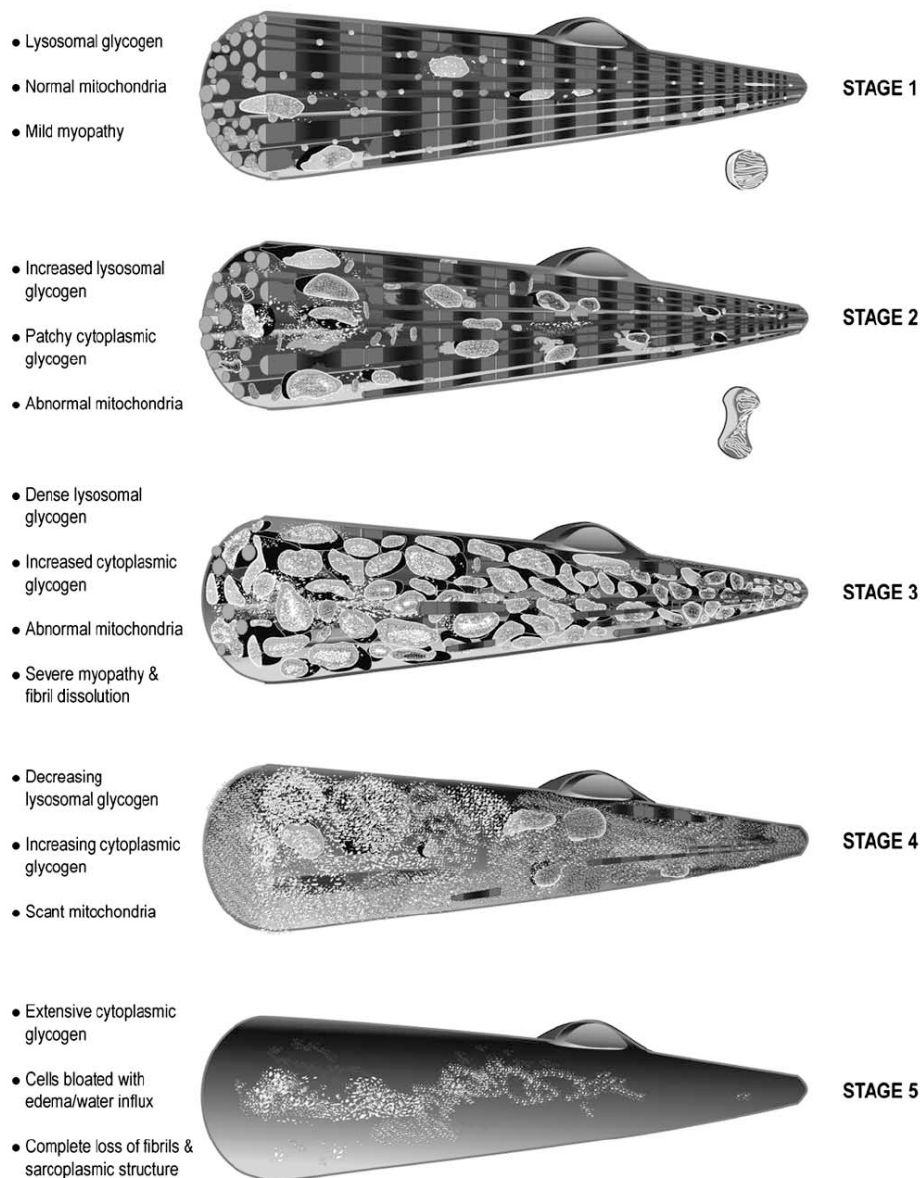 ● Lysosomal glycogen
● Normal mitochondria
● Mild myopathy
STAGE 1
● Increased lysosomal
glycogen
● Patchy cytoplasmic
glycogen
● Abnormal mitochondria
STAGE 2
● Dense lysosomal
glycogen
● Increased cytoplasmic
glycogen
● Abnormal mitochondria
● Severe myopathy &
fibril dissolution
STAGE 3
● Decreasing
lysosomal glycogen
● Increasing cytoplasmic
glycogen
● Scant mitochondria
STAGE 4
● Extensive cytoplasmic
glycogen
● Cells bloated with
edema/water influx
● Complete loss of fibrils &
sarcoplasmic structure
STAGE 5